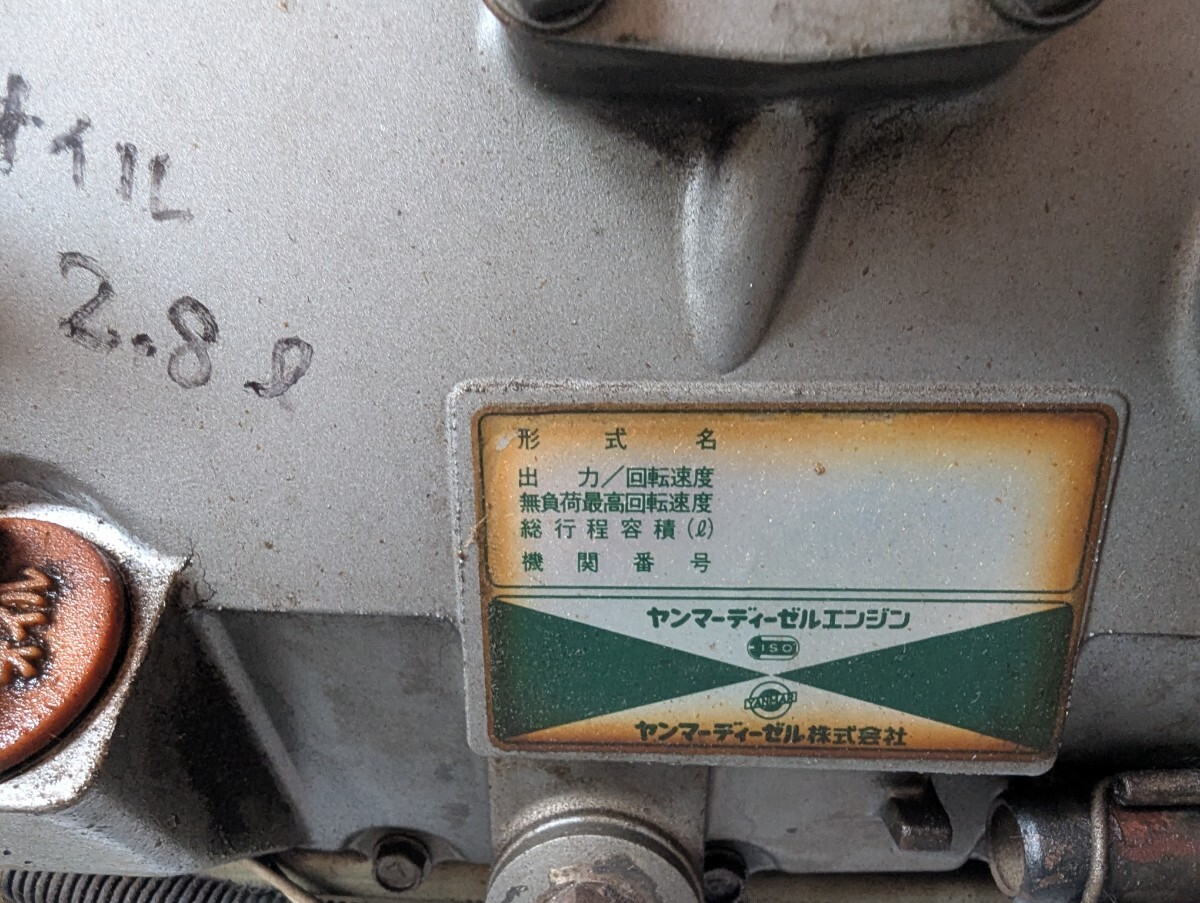 オイル
2.8ℓ
形式名
出力/回転速度
無負荷最高回転速度
総行程容積(ℓ)
機関番号
ヤンマーディーゼルエンジン
ISO
YANMAR
ヤンマーディーゼル株式会社